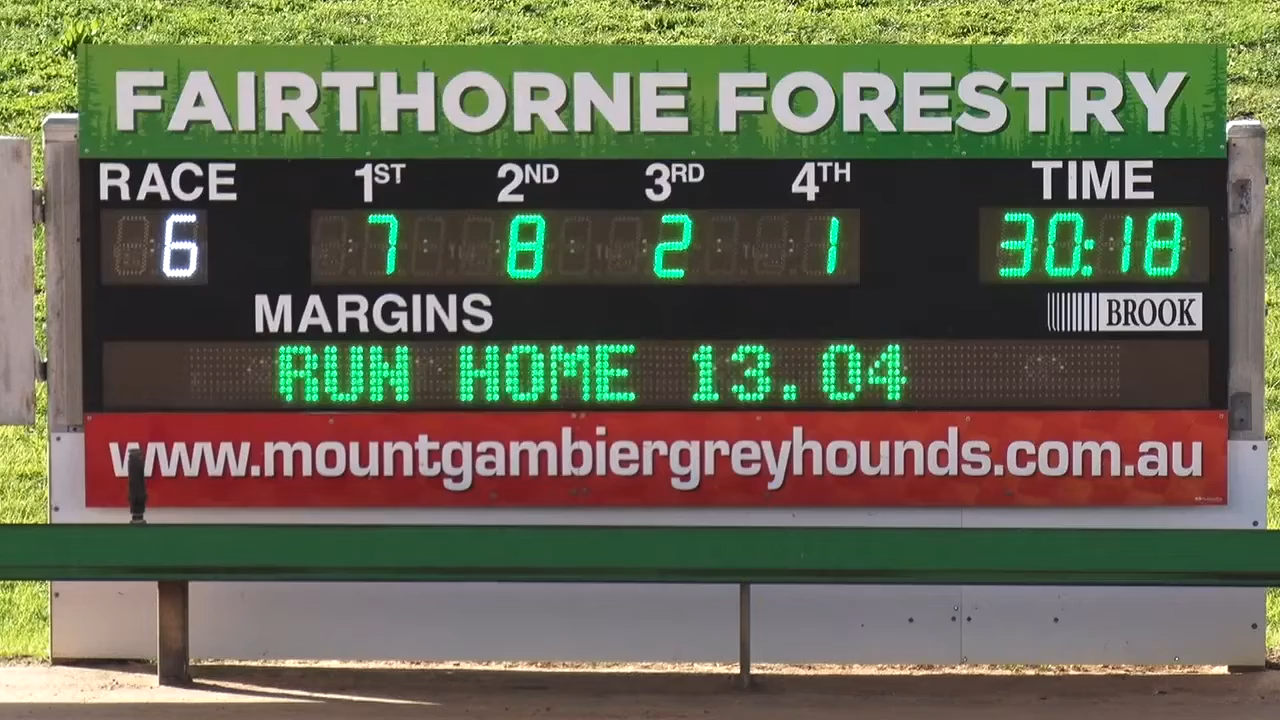 FAIRTHORNE FORESTRY
RACE 1ST 2ND 3RD 4TH TIME
6 7 8 2 1 30:18
MARGINS BROOK
RUN HOME 13.04
www.mountgambiergreyhounds.com.au